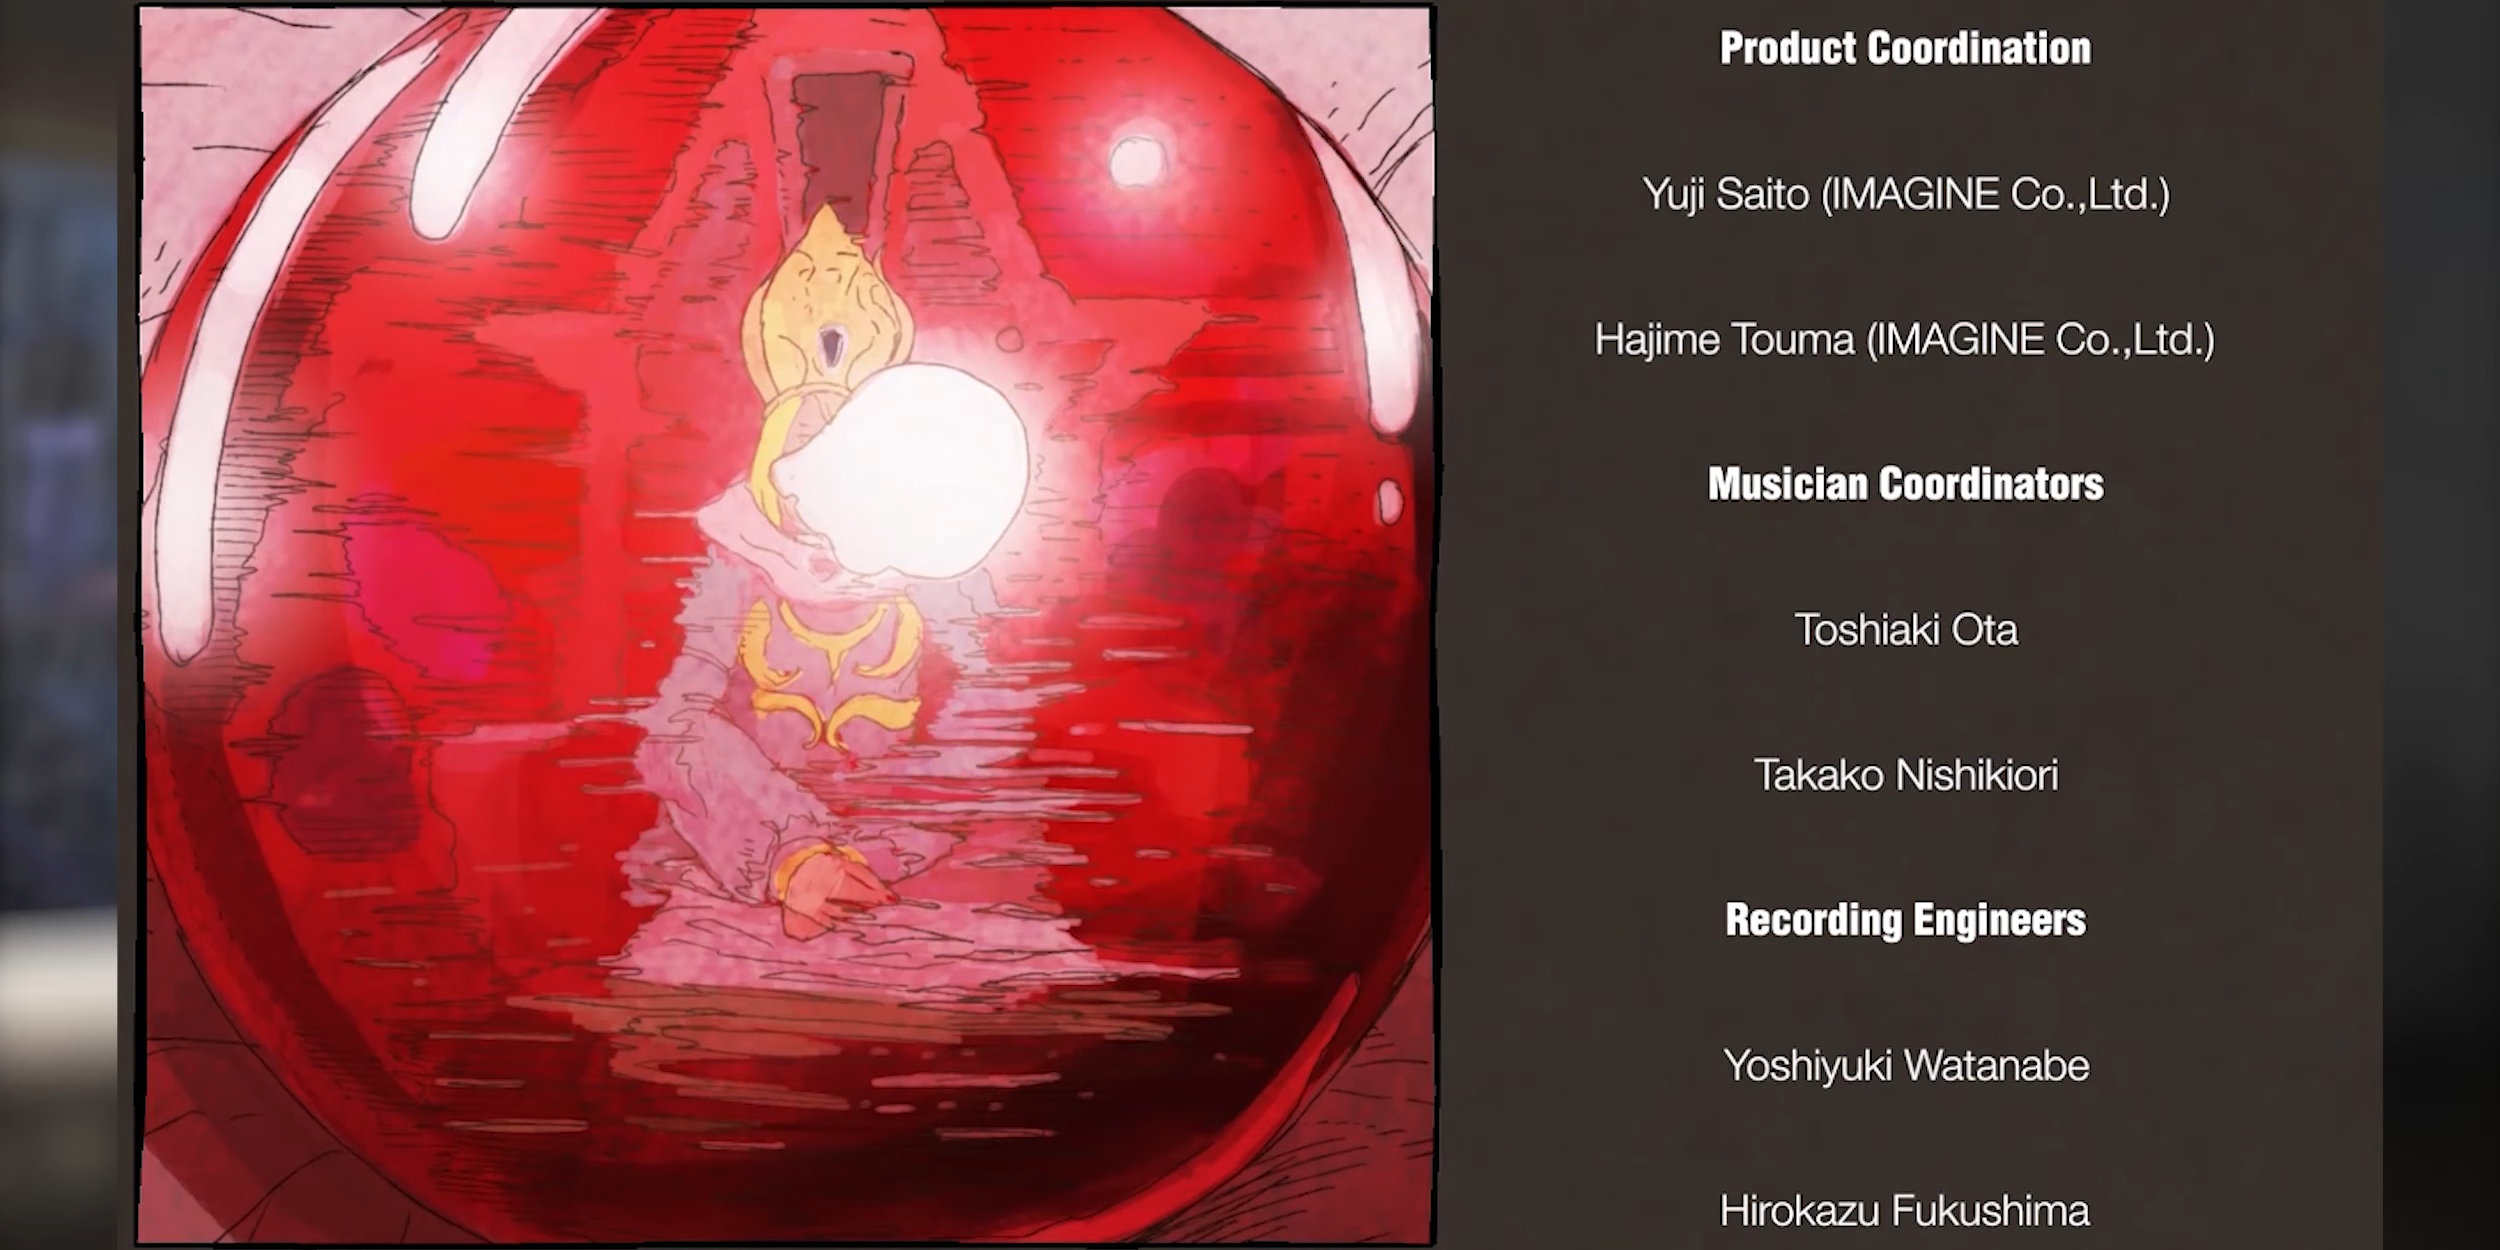 Product Coordination
Yuji Saito (IMAGINE Co.,Ltd.)
Hajime Touma (IMAGINE Co.,Ltd.)
Musician Coordinators
Toshiaki Ota
Takako Nishikiori
Recording Engineers
Yoshiyuki Watanabe
Hirokazu Fukushima